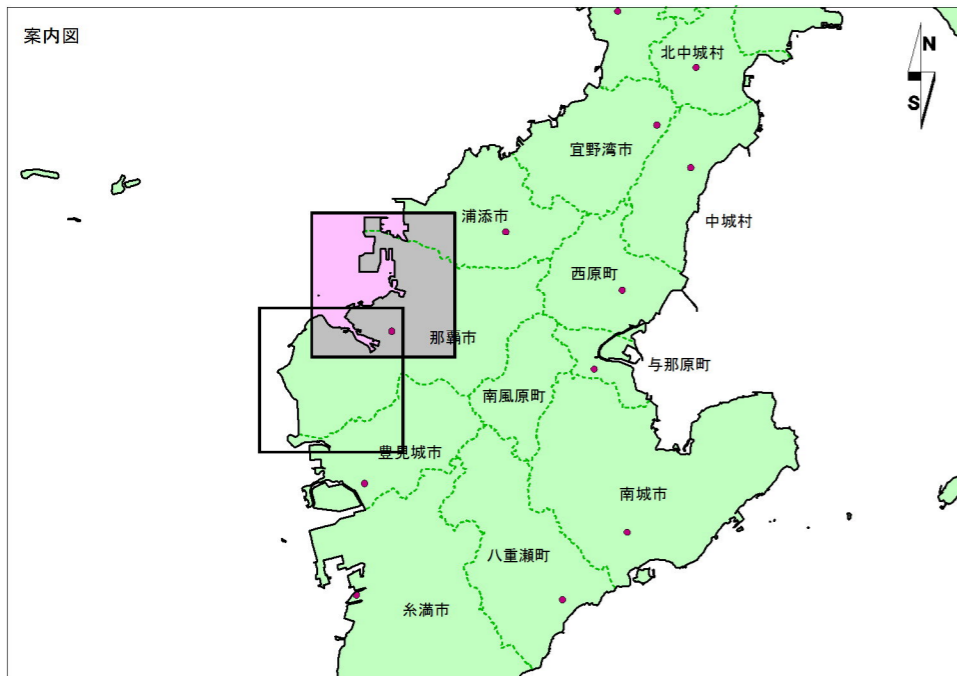 案内図
北中城村
N
S
宜野湾市
浦添市
中城村
西原町
那覇市
与那原町
南風原町
豊見城市
南城市
八重瀬町
糸満市